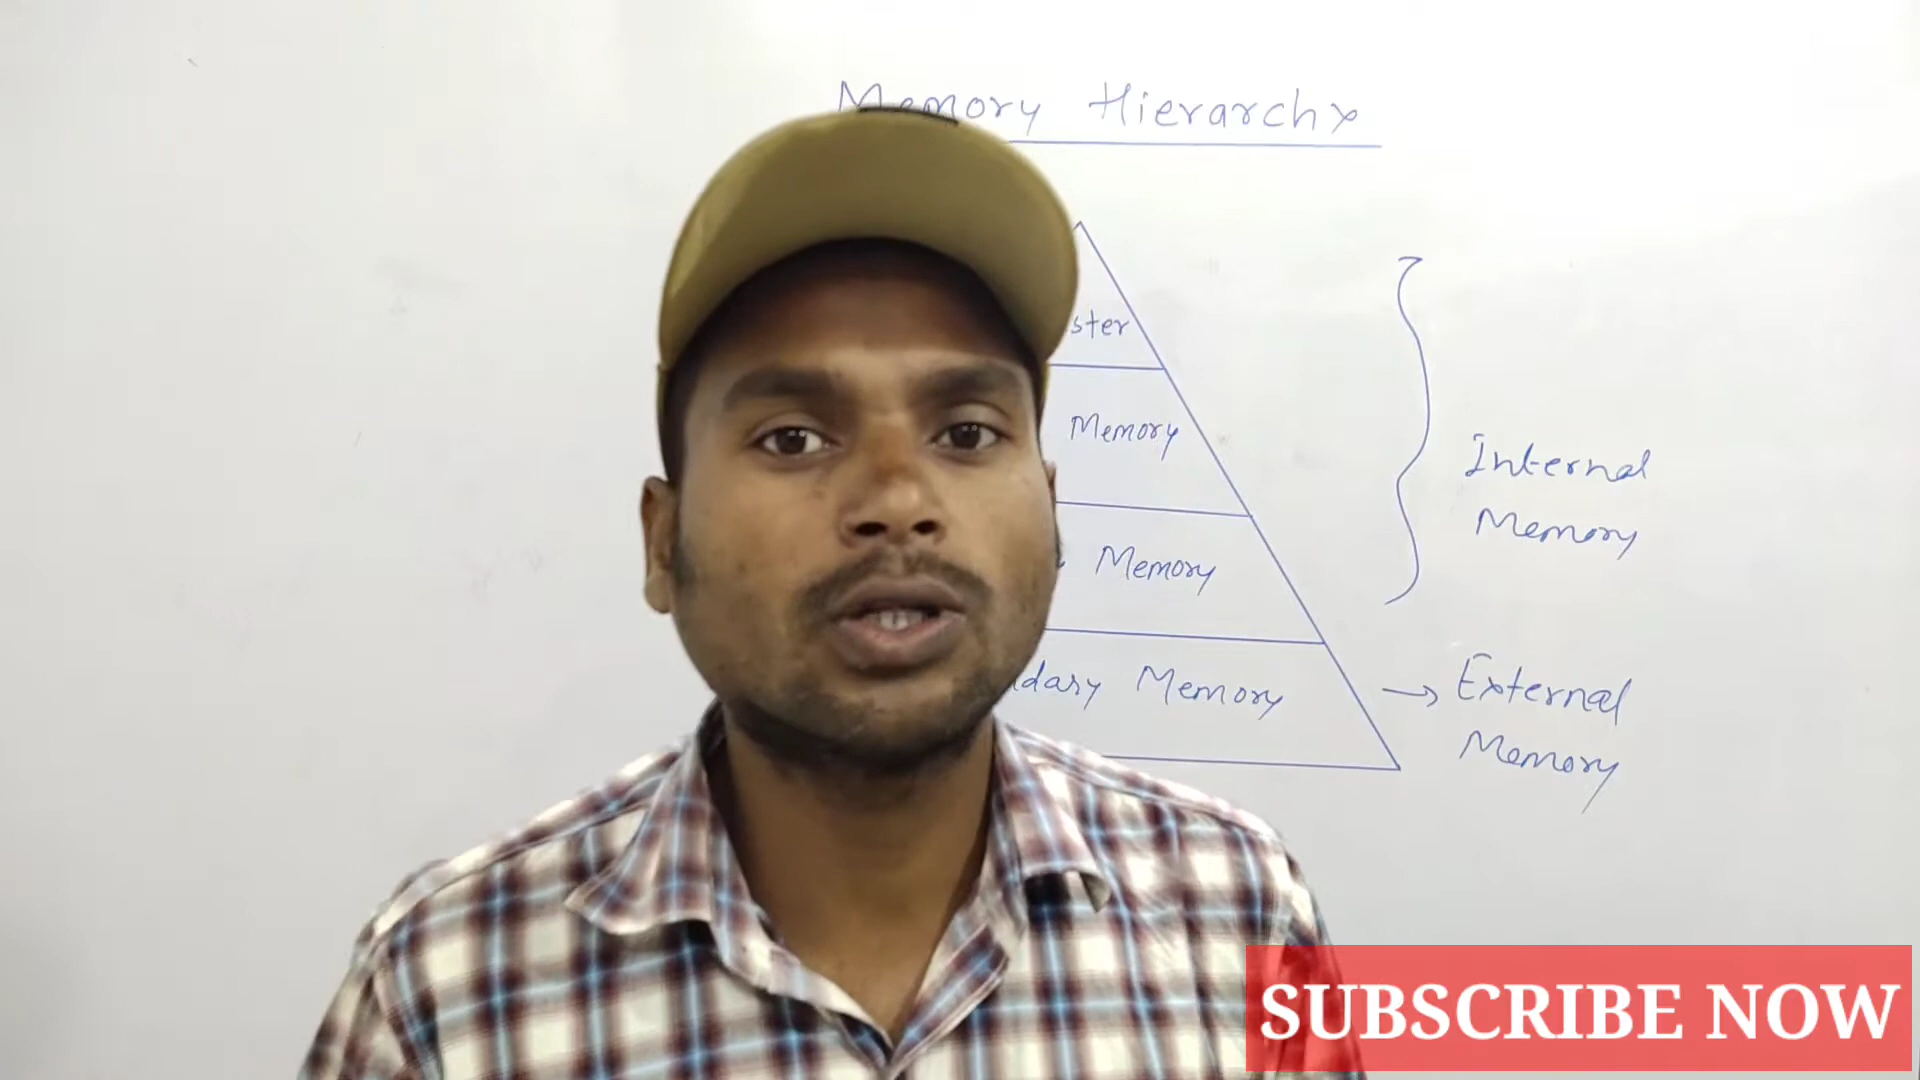 Memory Hierarchy
ster
Memory
Memory
Internal
Memory
dary Memory
External
Memory
SUBSCRIBE NOW